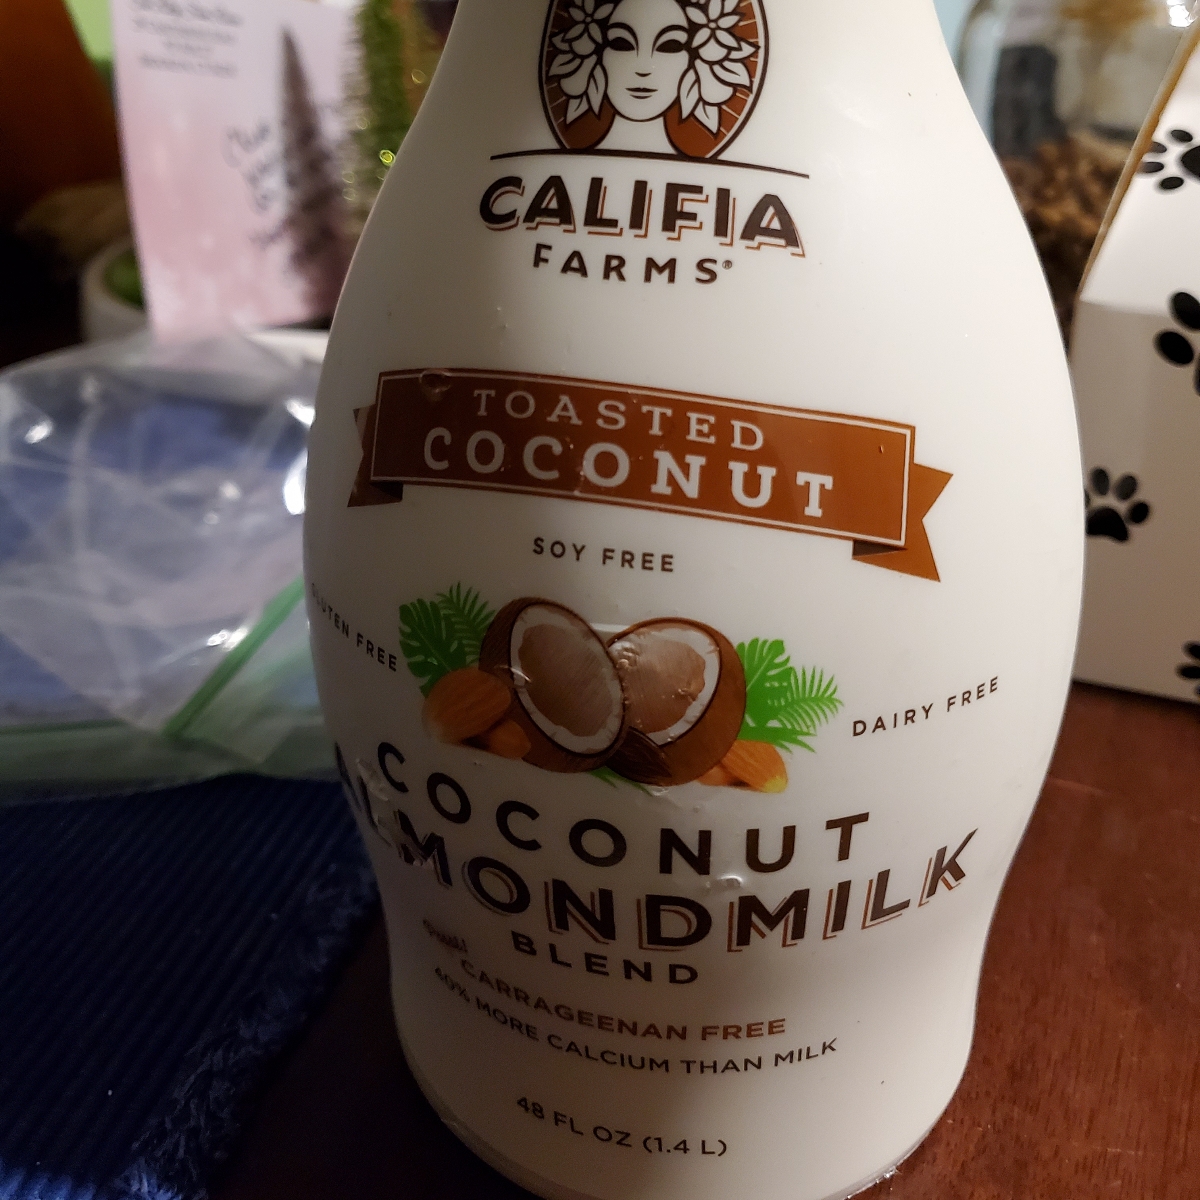 CALIFIA
FARMS®
TOASTED
COCONUT
SOY FREE
GLUTEN FREE
DAIRY FREE
COCONUT
ALMONDMILK
BLEND
CARRAGEENAN FREE
MORE CALCIUM THAN MILK
48 FL OZ (1.4 L)